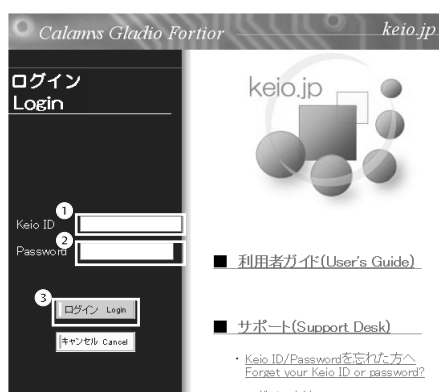 Calamvs Gladio Fortior
keio.jp
ログイン
Login
keio.jp
1
Keio ID
2
Password
利用者ガイド(User's Guide)
3
ログイン Login
サポート(Support Desk)
キャンセル Cancel
・Keio ID/Passwordを忘れた方へ
Forget your Keio ID or password?